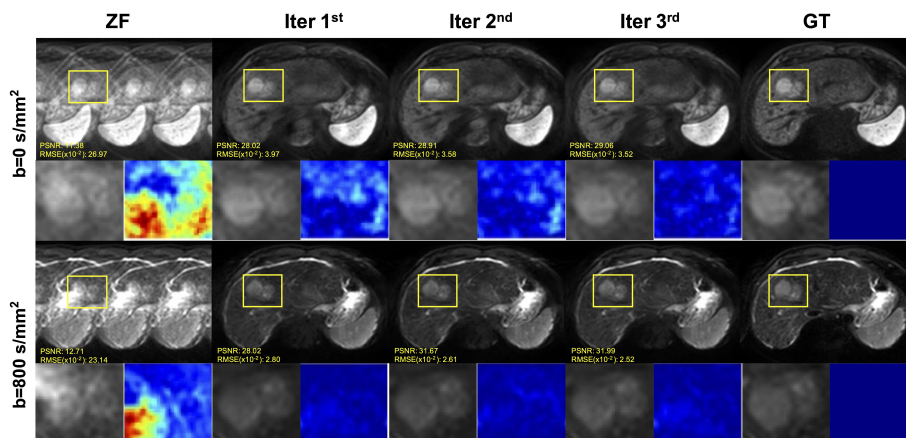 ZF Iter 1st Iter 2nd Iter 3rd GT
b=0 s/mm²
PSNR: 11.38
RMSE(x10⁻²): 26.97
PSNR: 28.02
RMSE(x10⁻²): 3.97
PSNR: 28.91
RMSE(x10⁻²): 3.58
PSNR: 29.06
RMSE(x10⁻²): 3.52
b=800 s/mm²
PSNR: 12.71
RMSE(x10⁻²): 23.14
PSNR: 28.02
RMSE(x10⁻²): 2.80
PSNR: 31.67
RMSE(x10⁻²): 2.61
PSNR: 31.99
RMSE(x10⁻²): 2.52